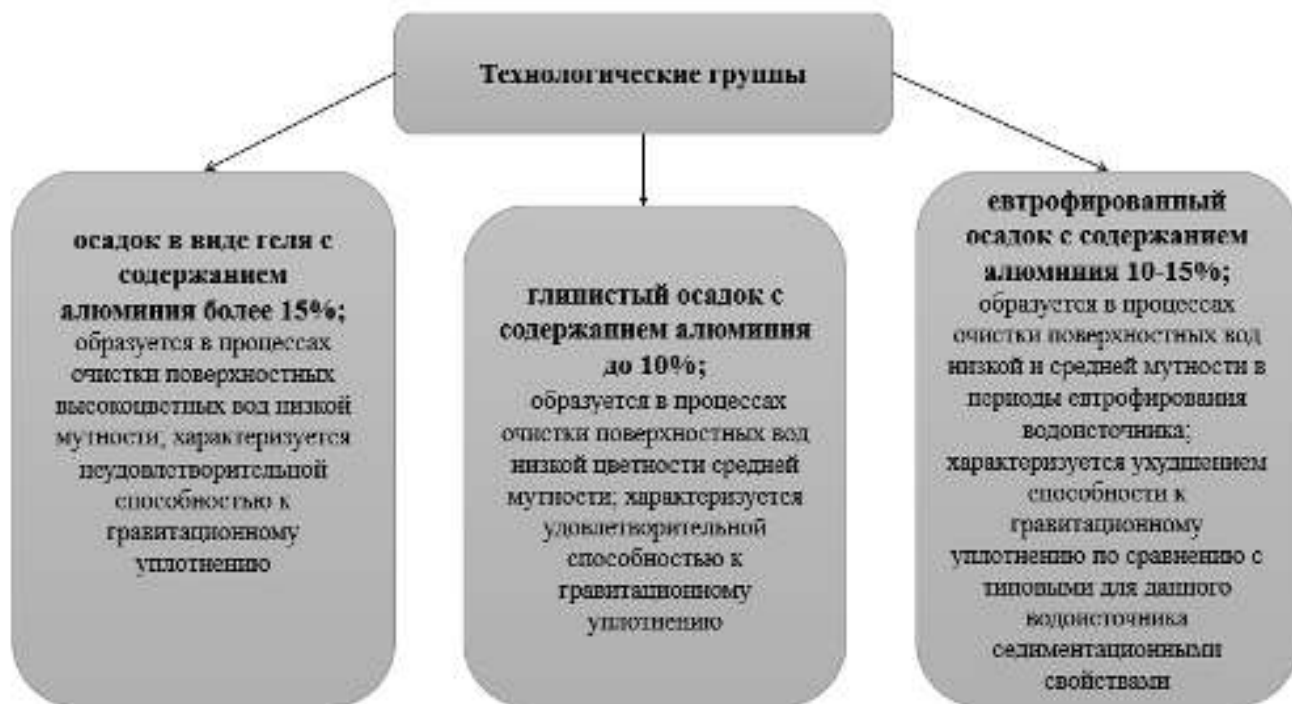 Технологические группы
осадок в виде геля с
содержанием
алюминия более 15%;
образуется в процессах
очистки поверхностных
высокоцветных вод низкой
мутности; характеризуется
неудовлетворительной
способностью к
гравитационному
уплотнению
глинистый осадок с
содержанием алюминия
до 10%;
образуется в процессах
очистки поверхностных вод
низкой цветности средней
мутности; характеризуется
удовлетворительной
способностью к
гравитационному
уплотнению
евтрофированный
осадок с содержанием
алюминия 10-15%;
образуется в процессах
очистки поверхностных вод
низкой и средней мутности в
периоды евтрофирования
водоисточника;
характеризуется ухудшением
способности к
гравитационному
уплотнению по сравнению с
типовыми для данного
водоисточника
седиментационными
свойствами